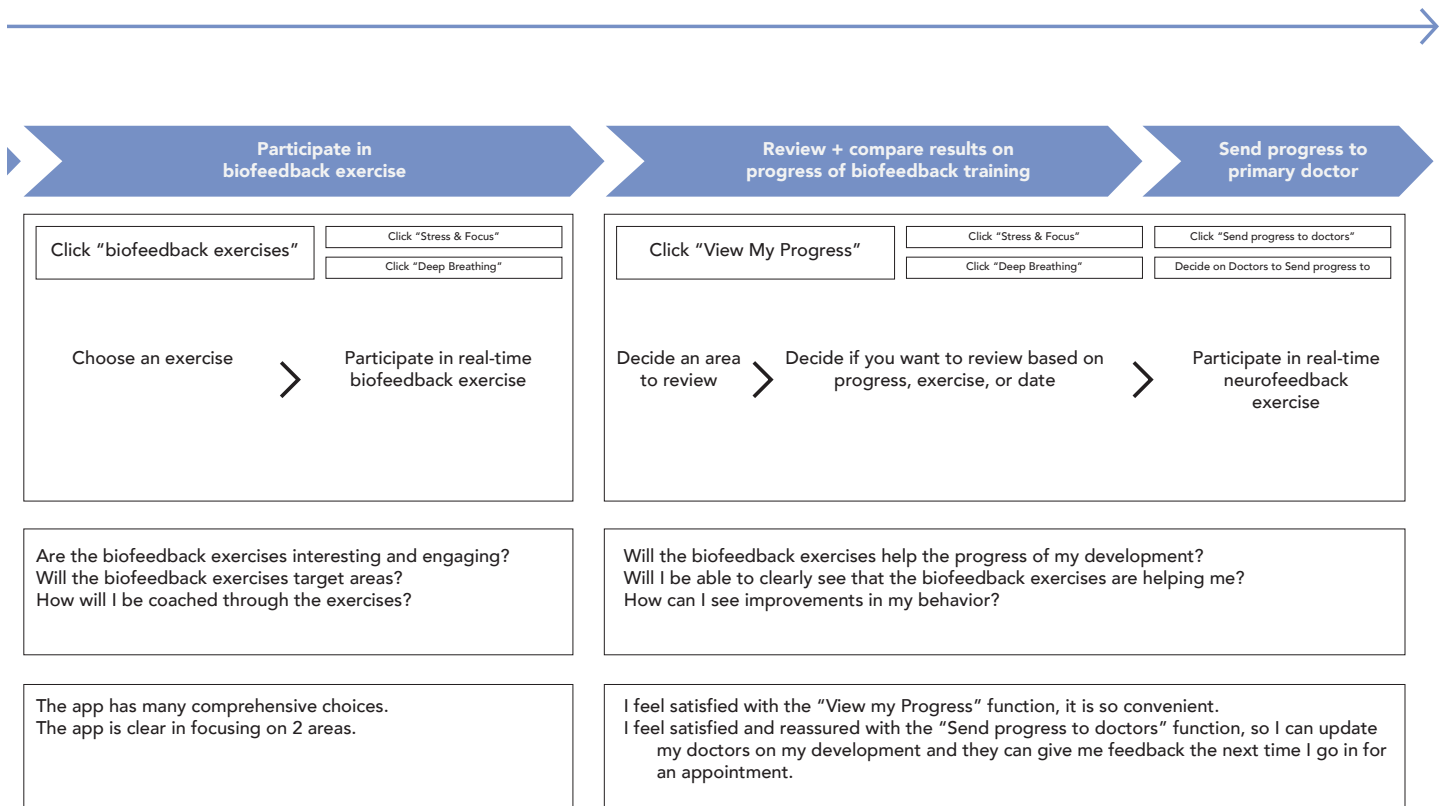 Participate in
biofeedback exercise
Review + compare results on
progress of biofeedback training
Send progress to
primary doctor
Click “biofeedback exercises”
Click “Stress & Focus”
Click “Deep Breathing”
Choose an exercise
Participate in real-time
biofeedback exercise
Click “View My Progress”
Click “Stress & Focus”
Click “Deep Breathing”
Click “Send progress to doctors”
Decide on Doctors to Send progress to
Decide an area
to review
Decide if you want to review based on
progress, exercise, or date
Participate in real-time
neurofeedback
exercise
Are the biofeedback exercises interesting and engaging?
Will the biofeedback exercises target areas?
How will I be coached through the exercises?
Will the biofeedback exercises help the progress of my development?
Will I be able to clearly see that the biofeedback exercises are helping me?
How can I see improvements in my behavior?
The app has many comprehensive choices.
The app is clear in focusing on 2 areas.
I feel satisfied with the “View my Progress” function, it is so convenient.
I feel satisfied and reassured with the “Send progress to doctors” function, so I can update
my doctors on my development and they can give me feedback the next time I go in for
an appointment.